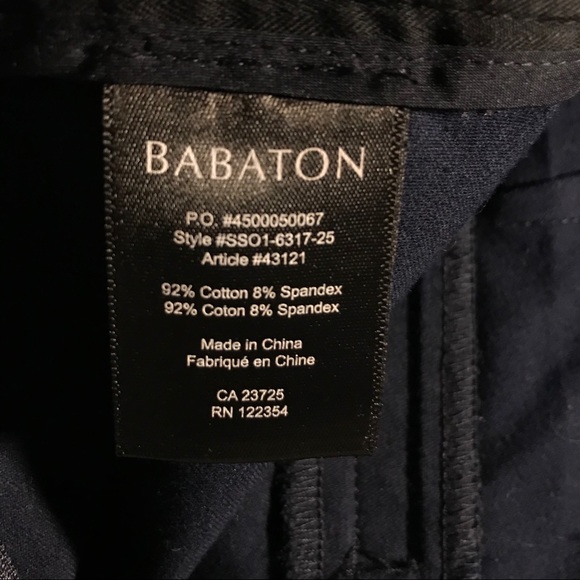 BABATON
P.O. #4500050067
Style #SSO1-6317-25
Article #43121
92% Cotton 8% Spandex
92% Coton 8% Spandex
Made in China
Fabriqué en Chine
CA 23725
RN 122354